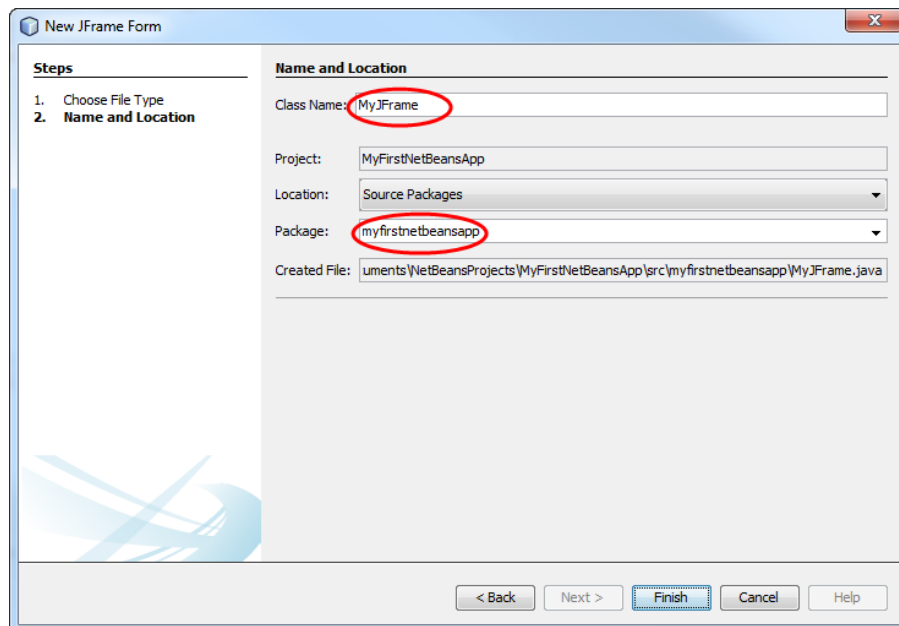 New JFrame Form
Steps
1. Choose File Type
2. Name and Location
Name and Location
Class Name: MyJFrame
Project: MyFirstNetBeansApp
Location: Source Packages
Package: myfirstnetbeansapp
Created File: uments\NetBeansProjects\MyFirstNetBeansApp\src\myfirstnetbeansapp\MyJFrame.java
< Back Next > Finish Cancel Help